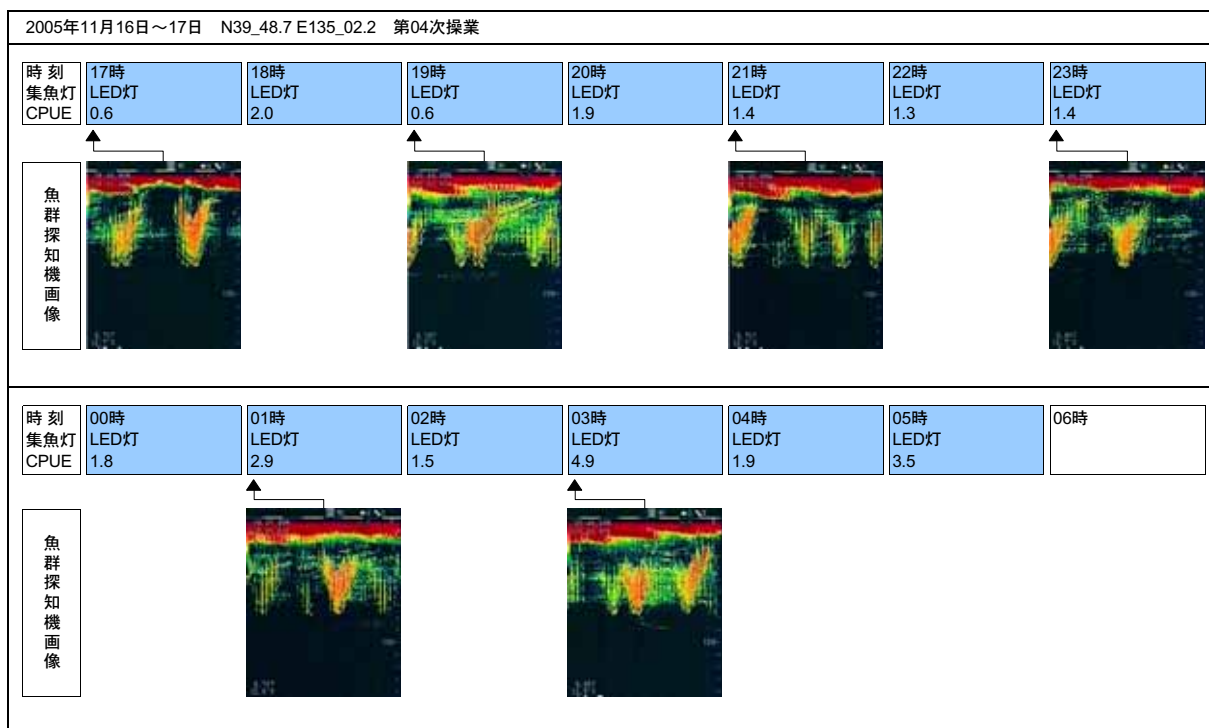 2005年11月16日～17日 N39_48.7 E135_02.2 第04次操業
時 刻 17時 18時 19時 20時 21時 22時 23時
集魚灯 LED灯 LED灯 LED灯 LED灯 LED灯 LED灯 LED灯
CPUE 0.6 2.0 0.6 1.9 1.4 1.3 1.4
魚群探知機画像
時 刻 00時 01時 02時 03時 04時 05時 06時
集魚灯 LED灯 LED灯 LED灯 LED灯 LED灯 LED灯
CPUE 1.8 2.9 1.5 4.9 1.9 3.5
魚群探知機画像